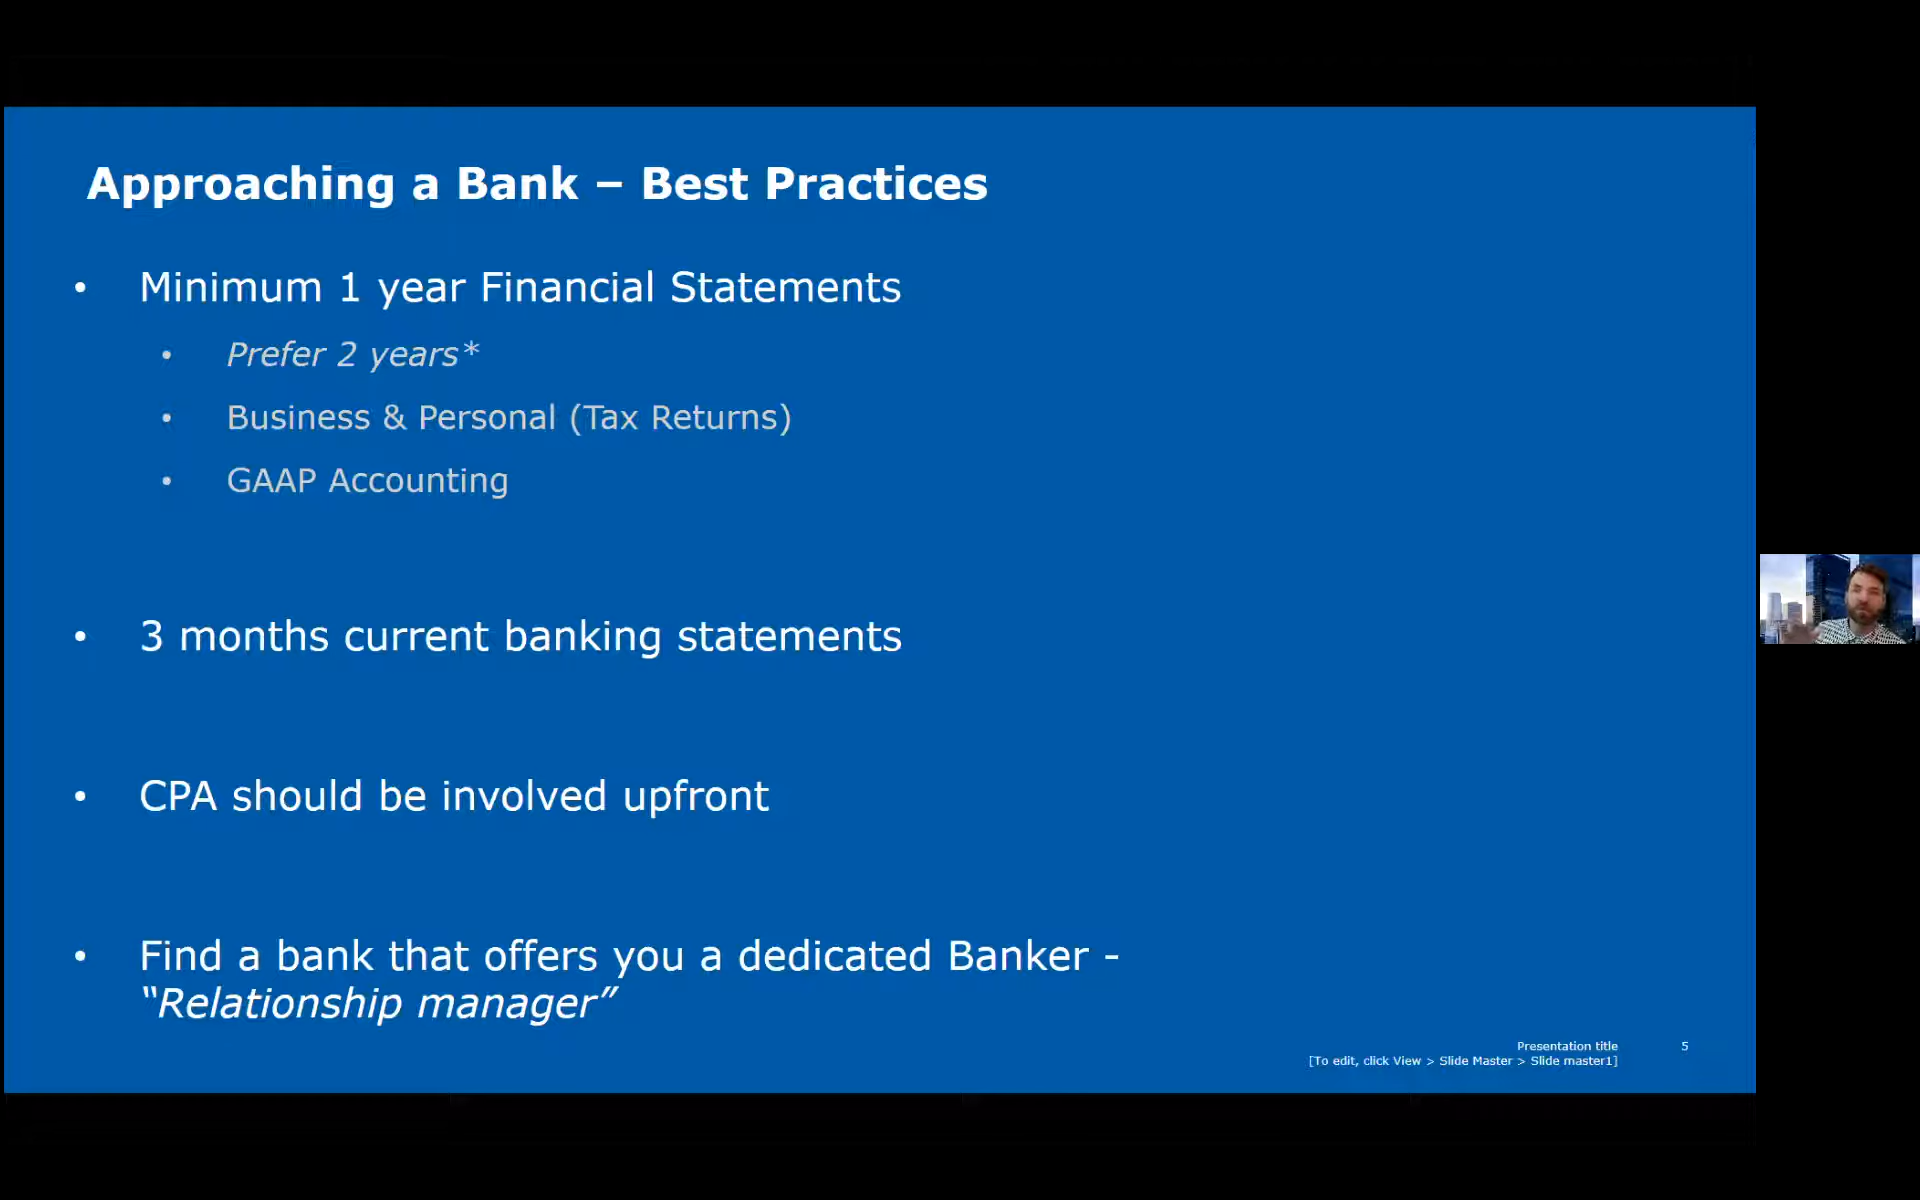 Approaching a Bank – Best Practices
• Minimum 1 year Financial Statements
• Prefer 2 years*
• Business & Personal (Tax Returns)
• GAAP Accounting
• 3 months current banking statements
• CPA should be involved upfront
• Find a bank that offers you a dedicated Banker -
“Relationship manager”
Presentation title
[To edit, click View > Slide Master > Slide master1]
5